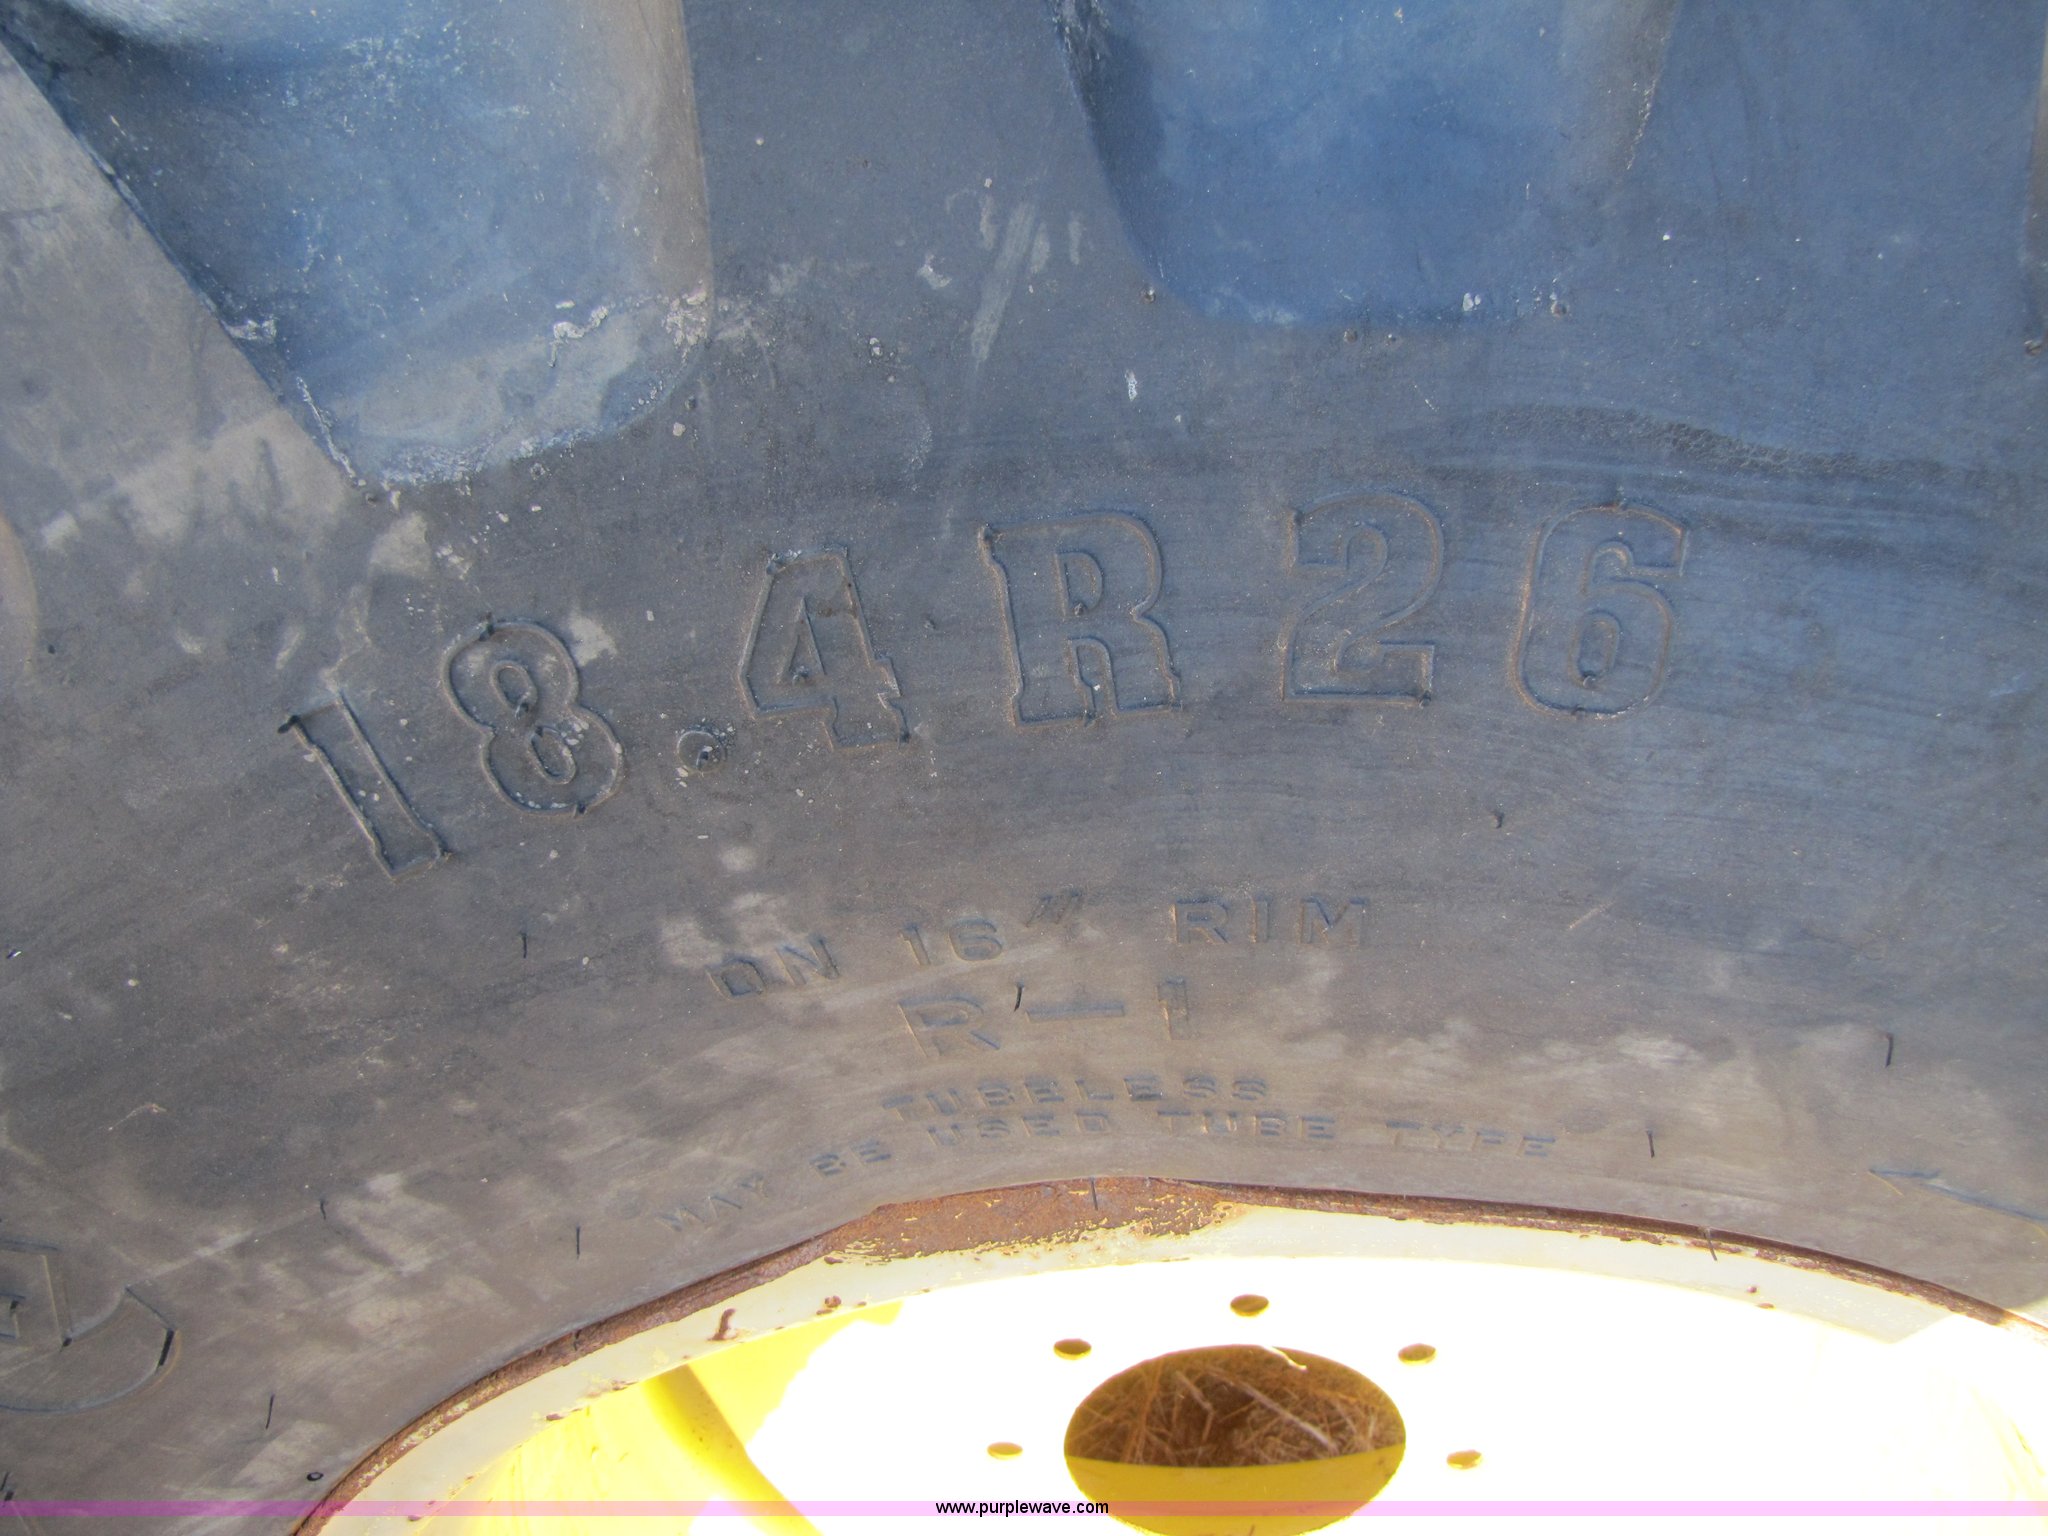 18.4R26
ON 16" RIM
R-1
TUBELESS
MAY BE USED TUBE TYPE
www.purplewave.com